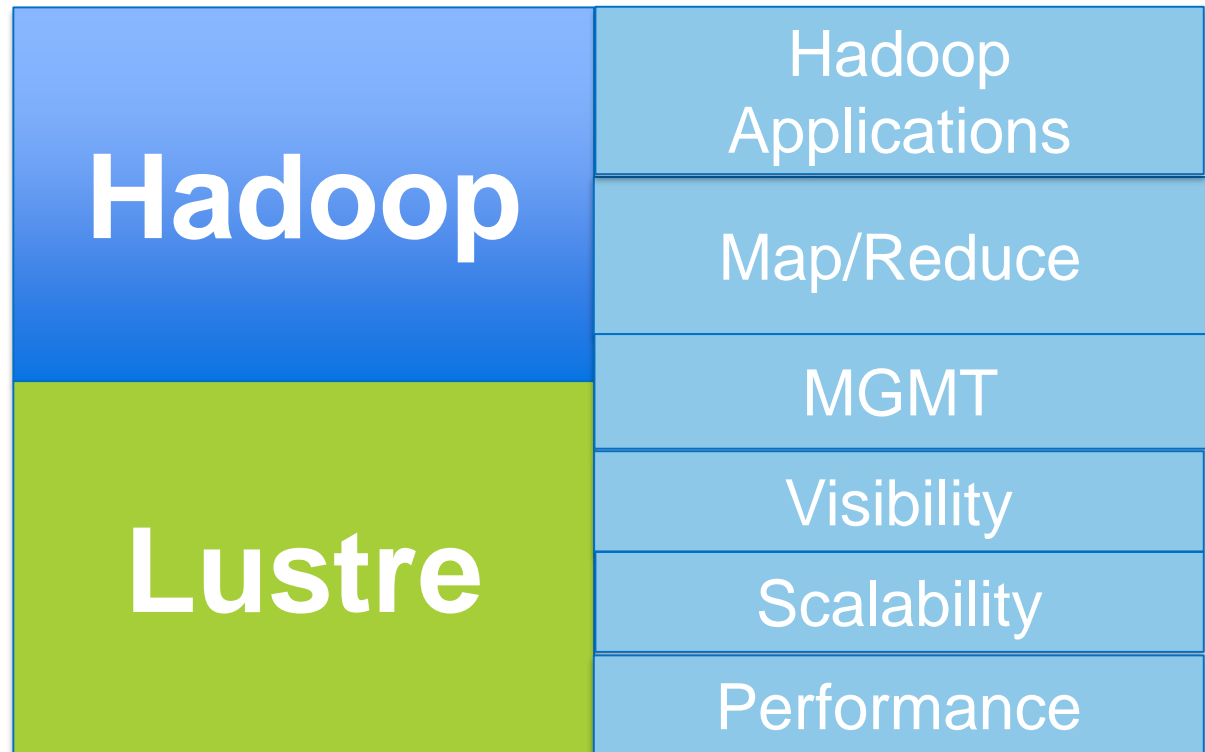 Hadoop
Lustre
Hadoop
Applications
Map/Reduce
MGMT
Visibility
Scalability
Performance